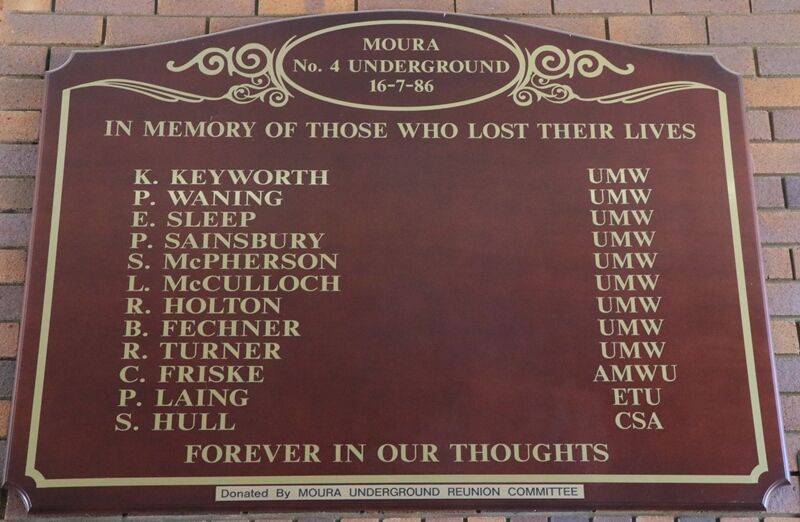 MOURA
No. 4 UNDERGROUND
16-7-86
IN MEMORY OF THOSE WHO LOST THEIR LIVES
K. KEYWORTH UMW
P. WANING UMW
E. SLEEP UMW
P. SAINSBURY UMW
S. McPHERSON UMW
L. McCULLOCH UMW
R. HOLTON UMW
B. FECHNER UMW
R. TURNER UMW
C. FRISKE AMWU
P. LAING ETU
S. HULL CSA
FOREVER IN OUR THOUGHTS
Donated By MOURA UNDERGROUND REUNION COMMITTEE